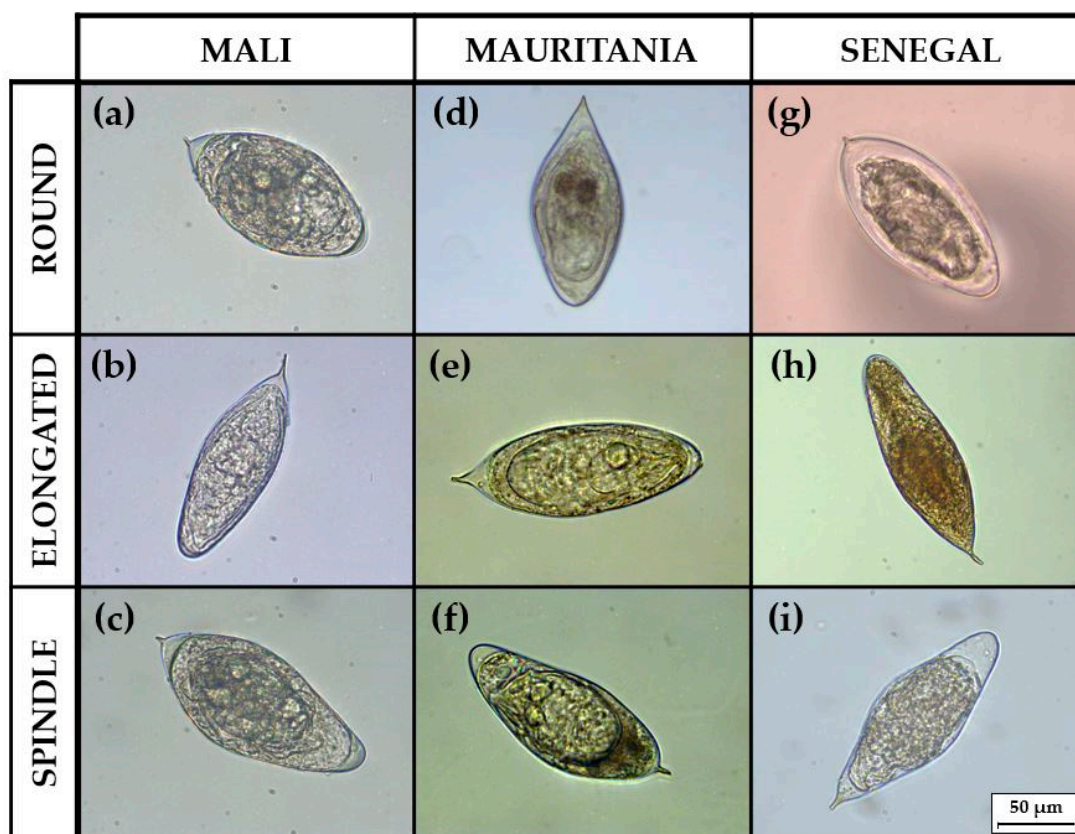 MALI MAURITANIA SENEGAL
ROUND
(a) (d) (g)
ELONGATED
(b) (e) (h)
SPINDLE
(c) (f) (i)
50 µm